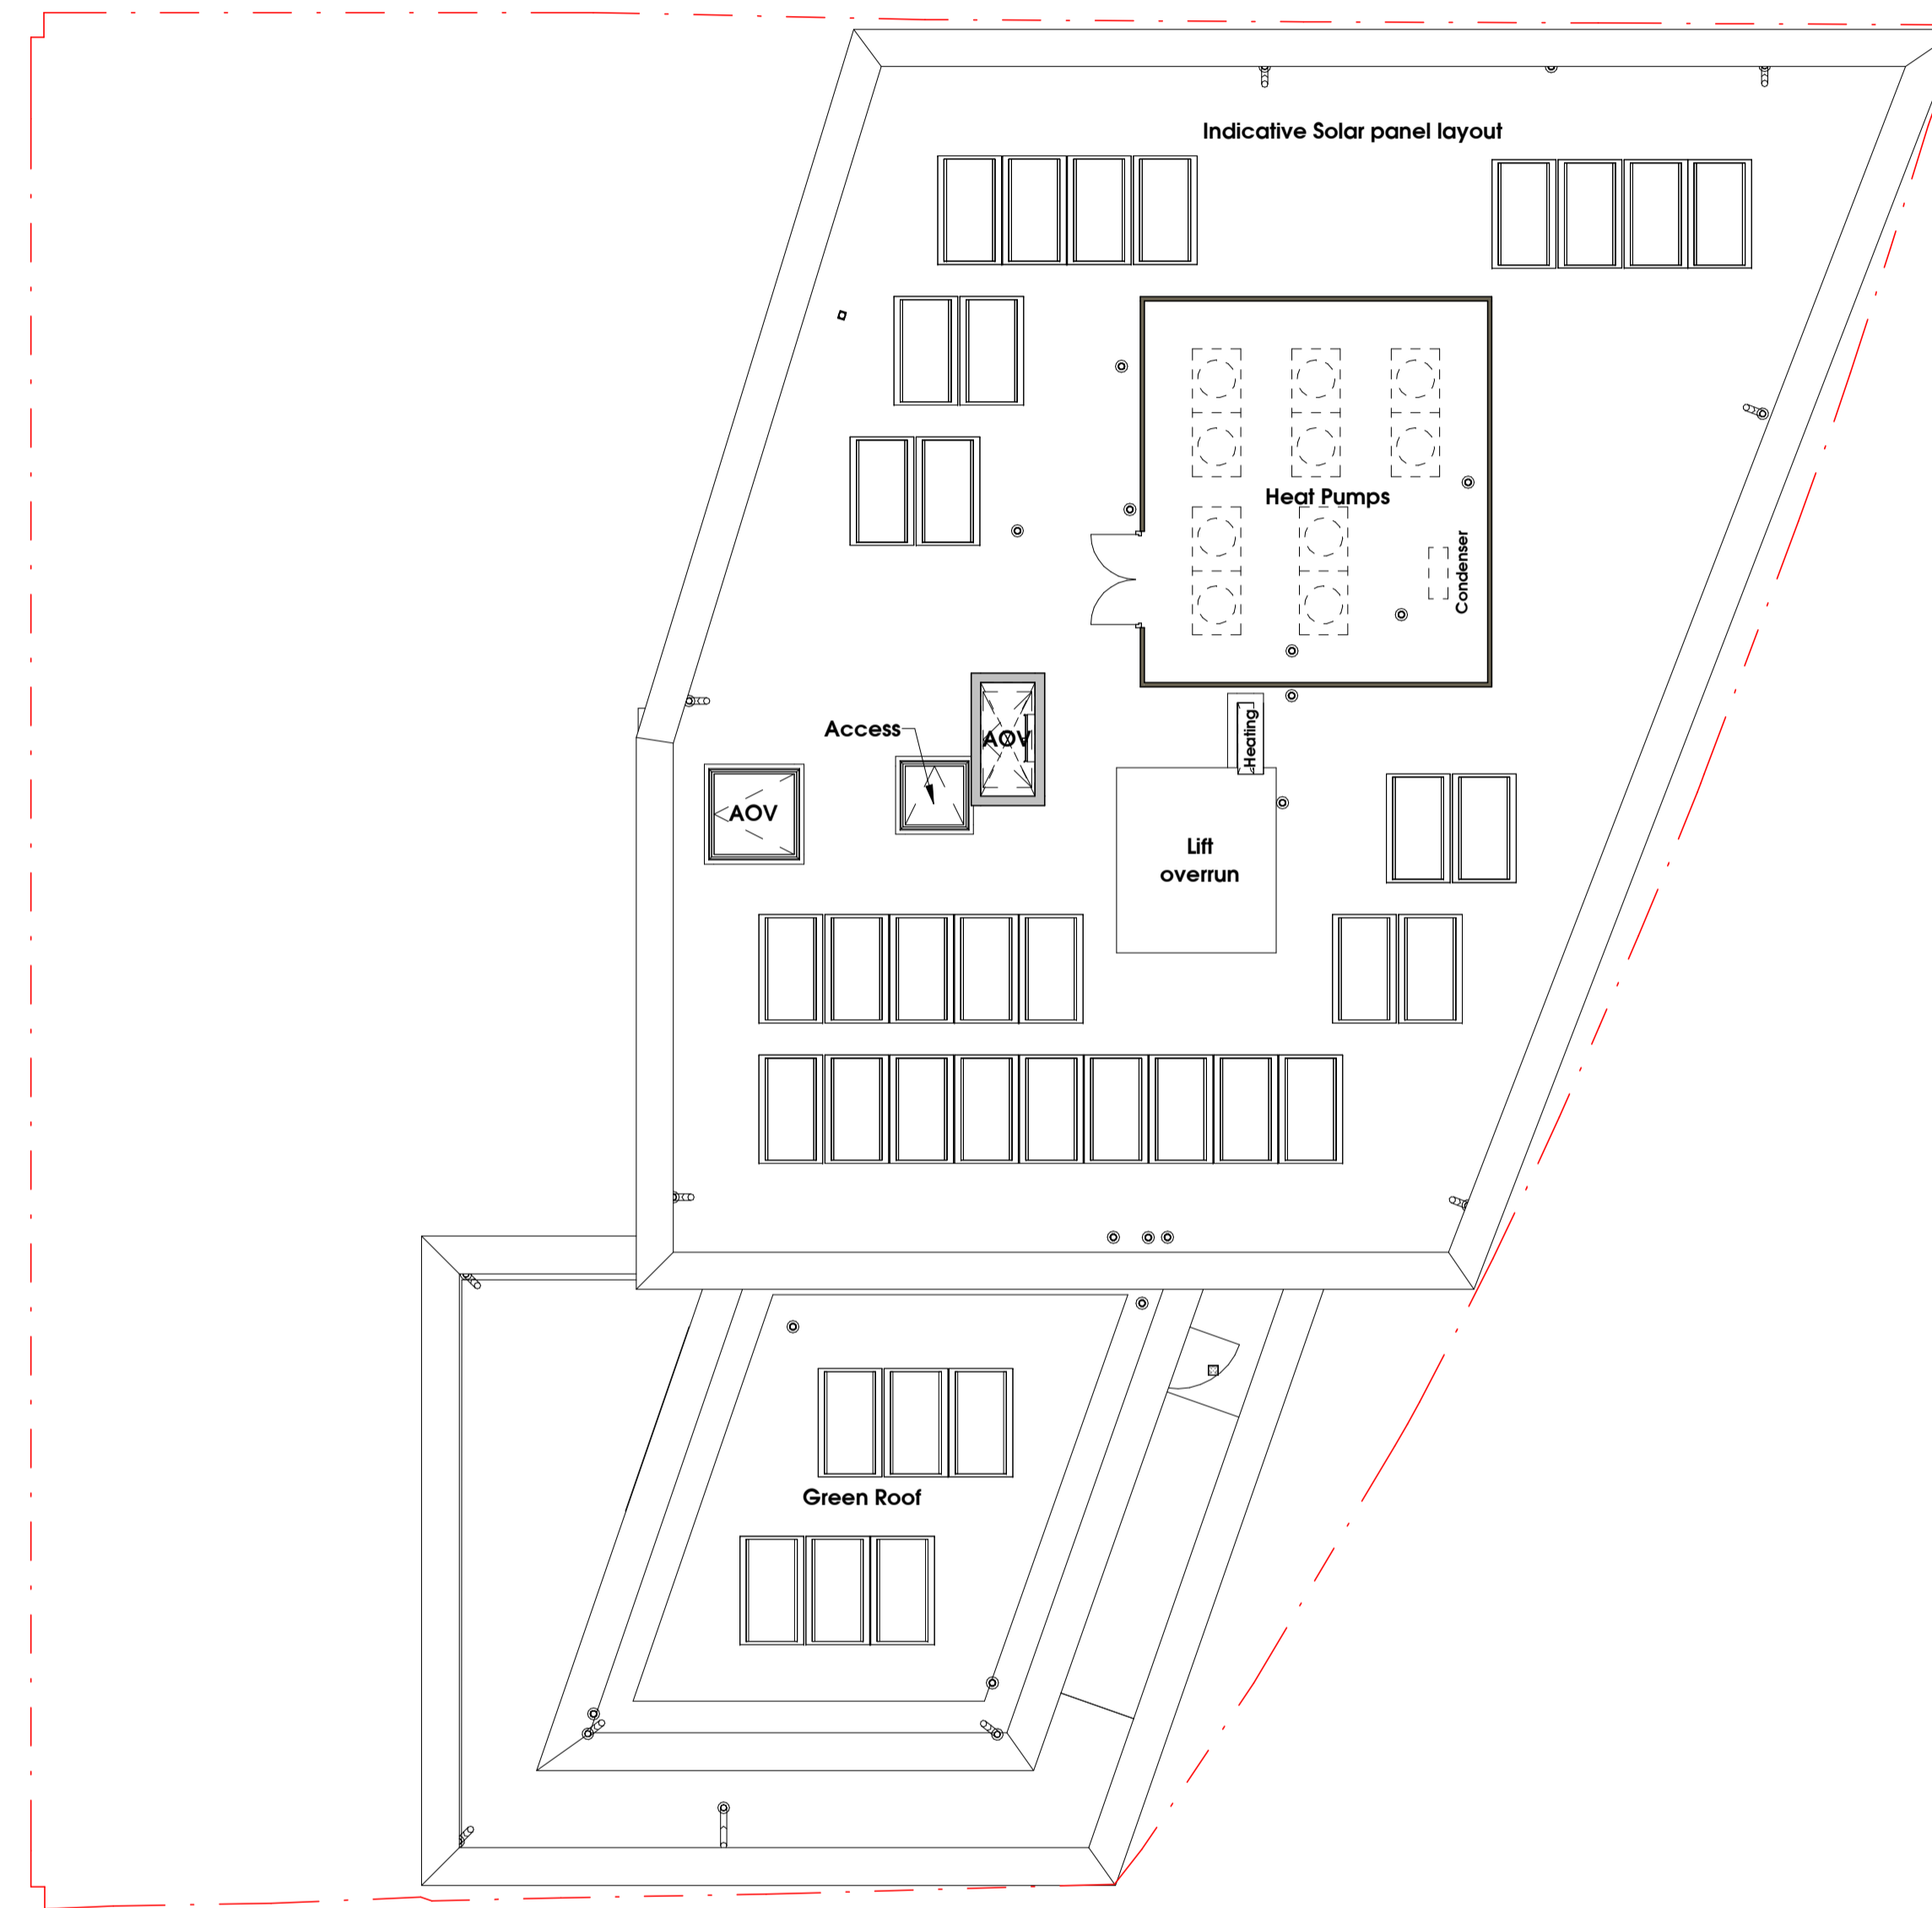 Indicative Solar panel layout
Heat Pumps
Condenser
Access
AOV
Heating
AOV
Lift
overrun
Green Roof